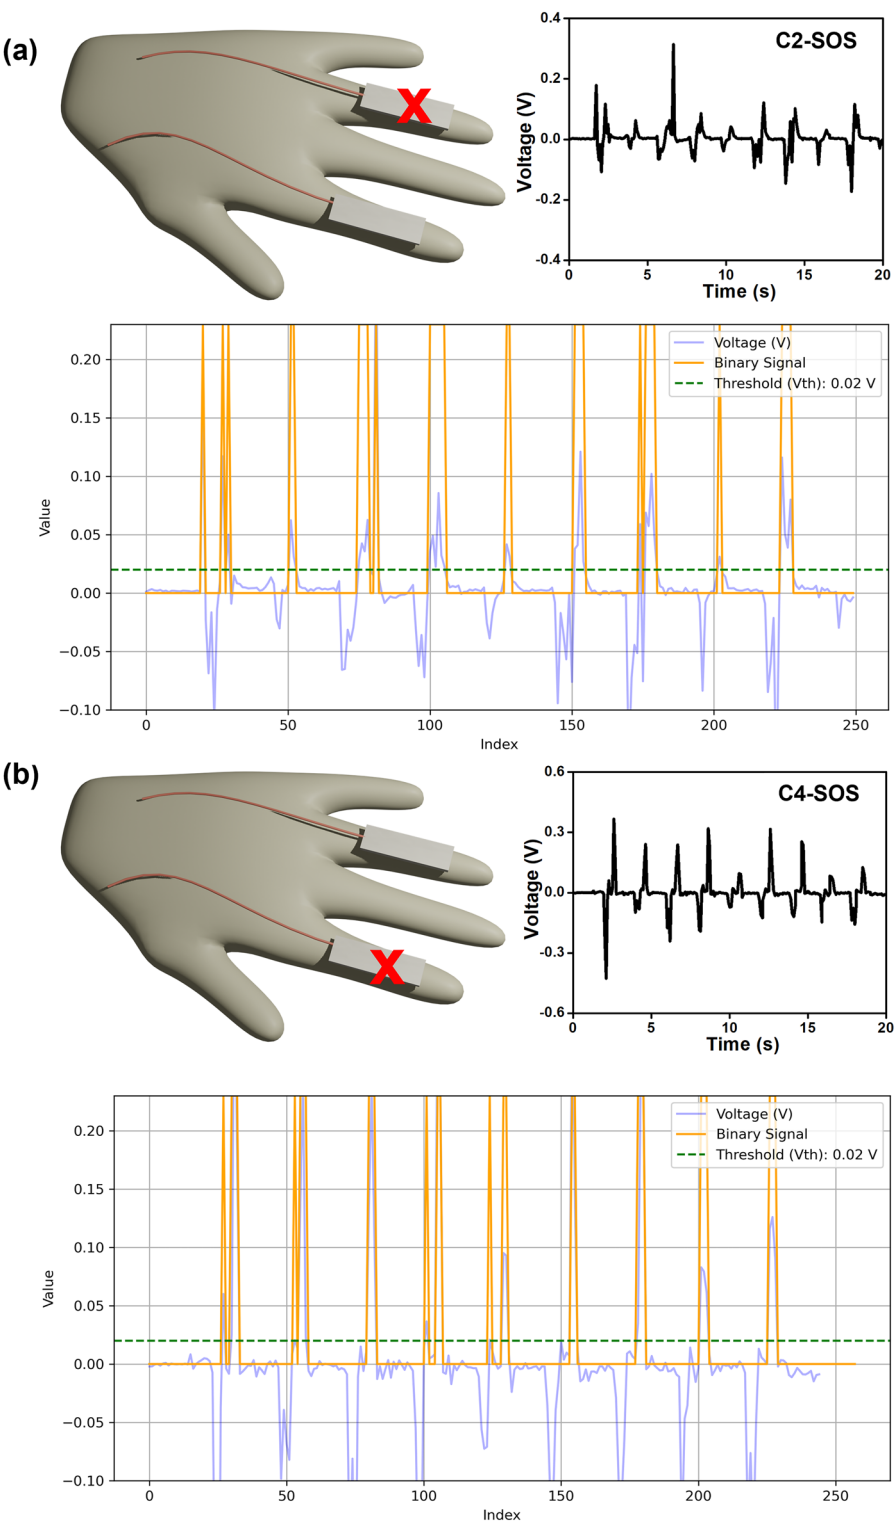 (a)
X
C2-SOS
0.4
0.2
0.0
-0.2
-0.4
Voltage (V)
0 5 10 15 20
Time (s)
Voltage (V)
Binary Signal
Threshold (Vth): 0.02 V
0.20
0.15
0.10
0.05
0.00
−0.05
−0.10
Value
0 50 100 150 200 250
Index
(b)
X
C4-SOS
0.6
0.3
0.0
-0.3
-0.6
Voltage (V)
0 5 10 15 20
Time (s)
Voltage (V)
Binary Signal
Threshold (Vth): 0.02 V
0.20
0.15
0.10
0.05
0.00
−0.05
−0.10
Value
0 50 100 150 200 250
Index